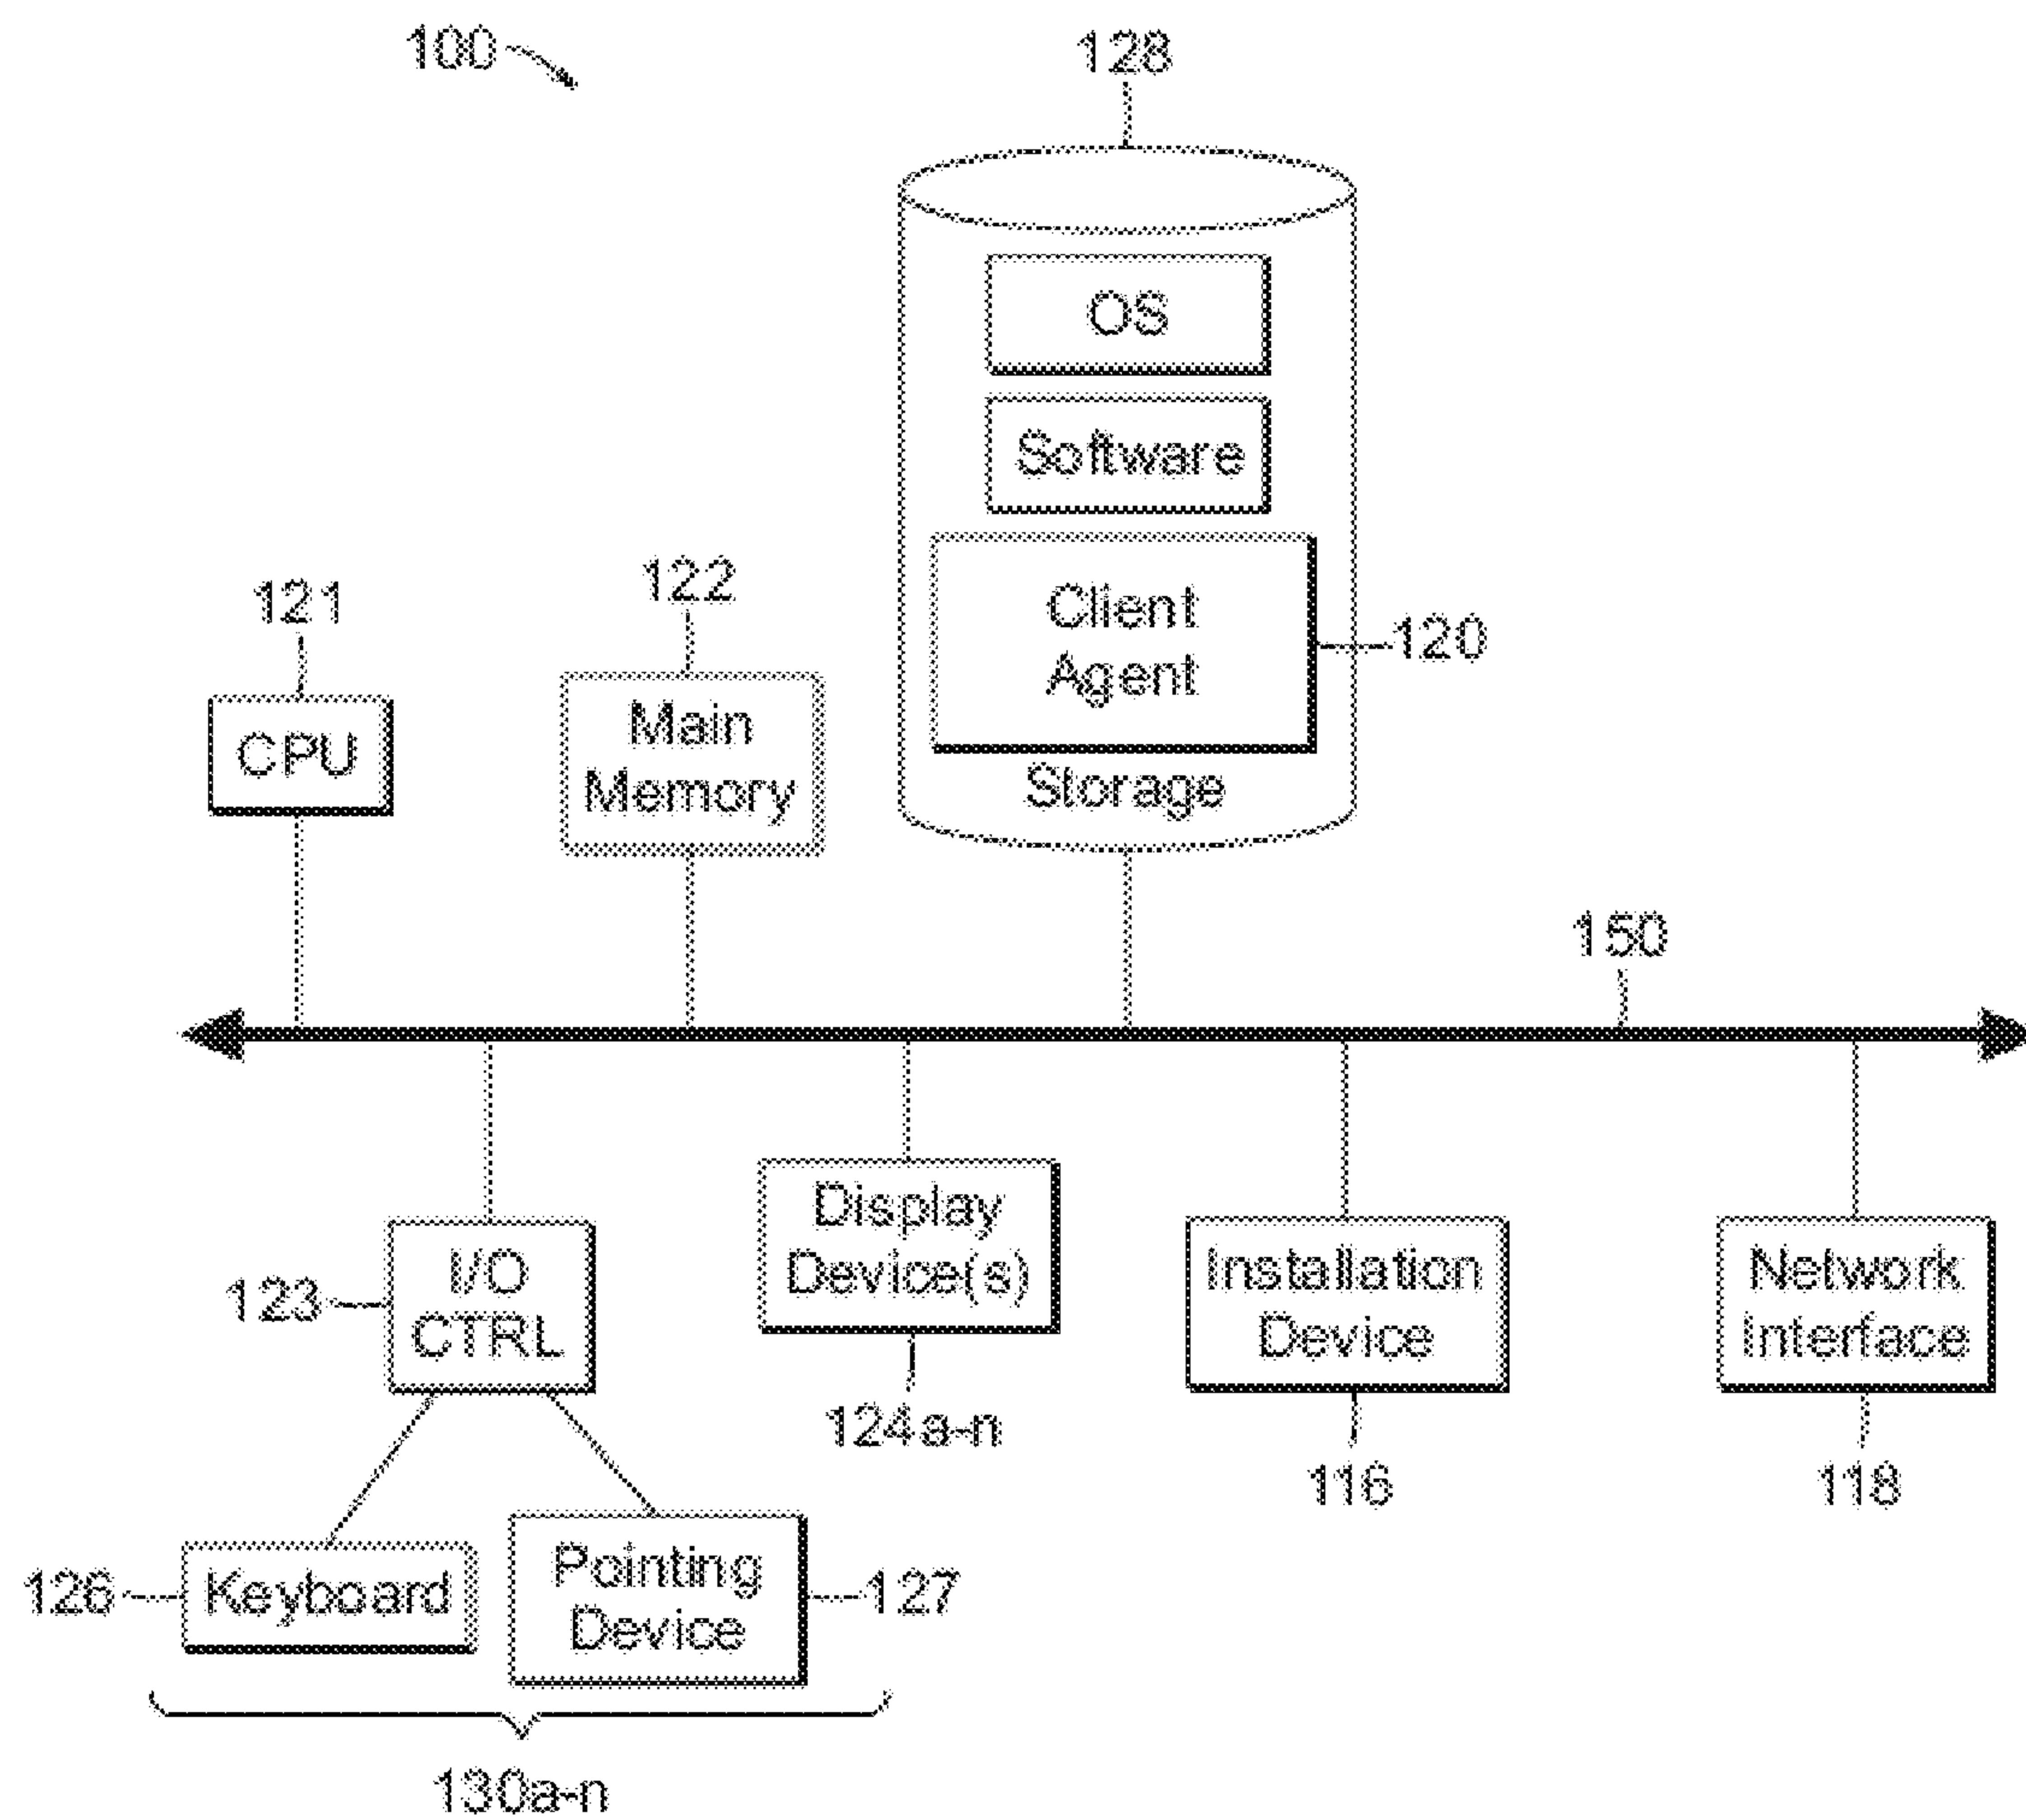 100
128
OS
Software
Client
Agent
120
Storage
121
CPU
122
Main
Memory
150
I/O
CTRL
123
Display
Device(s)
124a-n
Installation
Device
116
Network
Interface
118
126
Keyboard
Pointing
Device
127
130a-n